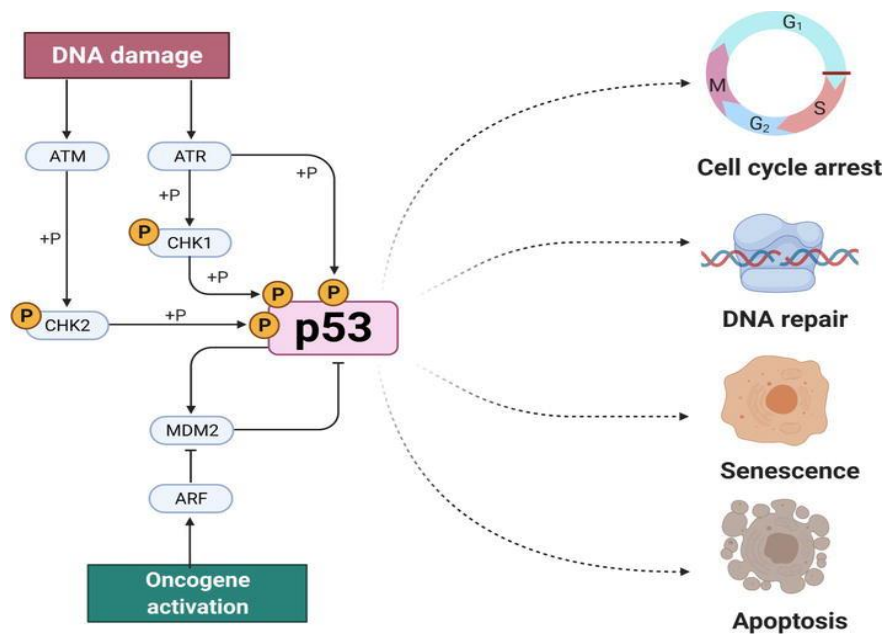 DNA damage
ATM
ATR
+P
+P
+P
P
CHK1
+P
P
P
P
CHK2
+P
P
p53
MDM2
ARF
Oncogene
activation
G₁
M
S
G₂
Cell cycle arrest
DNA repair
Senescence
Apoptosis